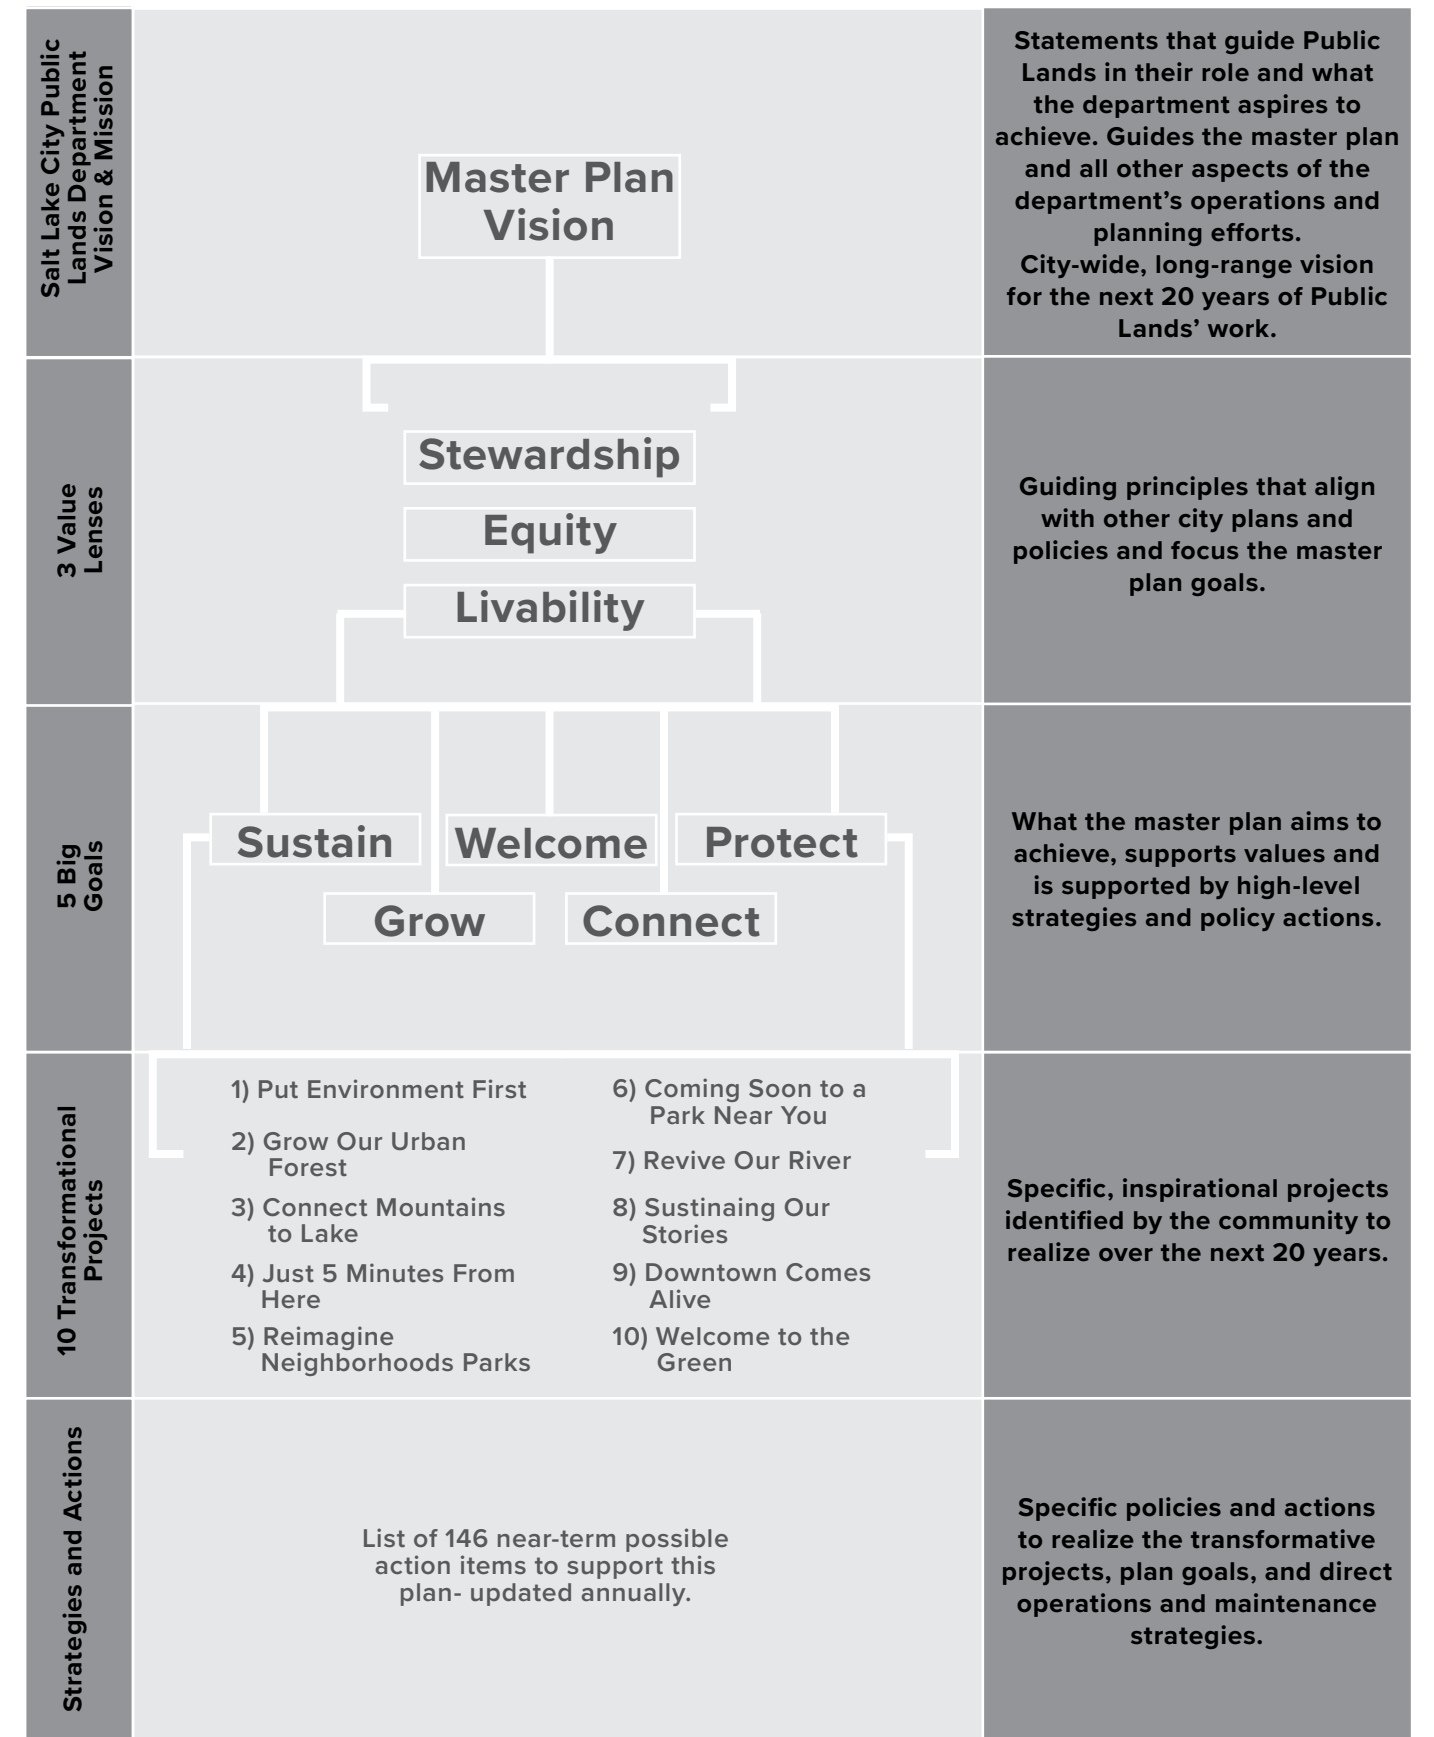 Salt Lake City Public
Lands Department
Vision & Mission
Master Plan
Vision
Statements that guide Public
Lands in their role and what
the department aspires to
achieve. Guides the master plan
and all other aspects of the
department’s operations and
planning efforts.
City-wide, long-range vision
for the next 20 years of Public
Lands’ work.
3 Value
Lenses
Stewardship
Equity
Livability
Guiding principles that align
with other city plans and
policies and focus the master
plan goals.
5 Big
Goals
Sustain
Welcome
Protect
Grow
Connect
What the master plan aims to
achieve, supports values and
is supported by high-level
strategies and policy actions.
10 Transformational
Projects
1) Put Environment First
2) Grow Our Urban
Forest
3) Connect Mountains
to Lake
4) Just 5 Minutes From
Here
5) Reimagine
Neighborhoods Parks
6) Coming Soon to a
Park Near You
7) Revive Our River
8) Sustinaing Our
Stories
9) Downtown Comes
Alive
10) Welcome to the
Green
Specific, inspirational projects
identified by the community to
realize over the next 20 years.
Strategies and Actions
List of 146 near-term possible
action items to support this
plan- updated annually.
Specific policies and actions
to realize the transformative
projects, plan goals, and direct
operations and maintenance
strategies.